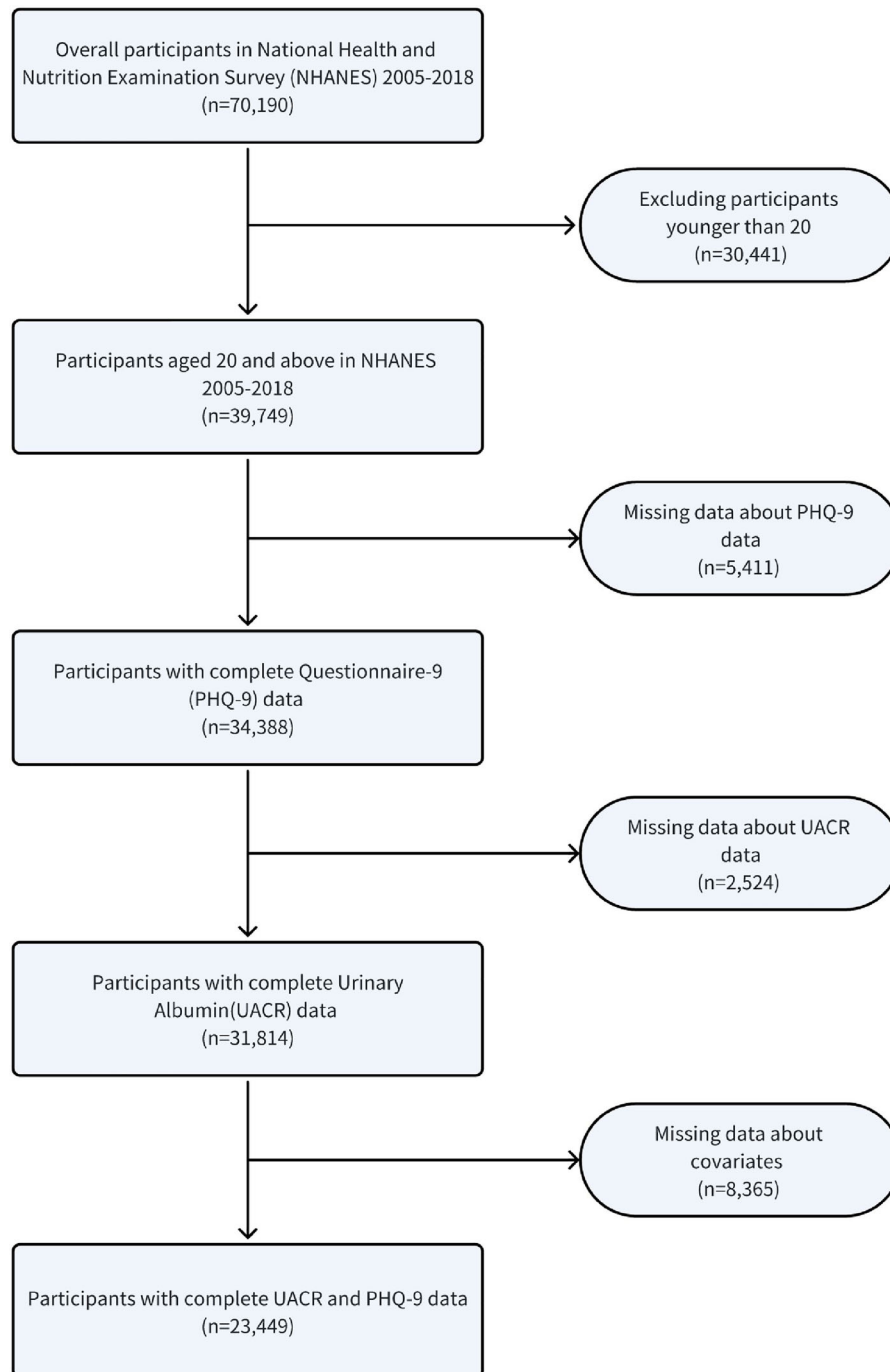 Overall participants in National Health and
Nutrition Examination Survey (NHANES) 2005-2018
(n=70,190)
Excluding participants
younger than 20
(n=30,441)
Participants aged 20 and above in NHANES
2005-2018
(n=39,749)
Missing data about PHQ-9
data
(n=5,411)
Participants with complete Questionnaire-9
(PHQ-9) data
(n=34,388)
Missing data about UACR
data
(n=2,524)
Participants with complete Urinary
Albumin(UACR) data
(n=31,814)
Missing data about
covariates
(n=8,365)
Participants with complete UACR and PHQ-9 data
(n=23,449)